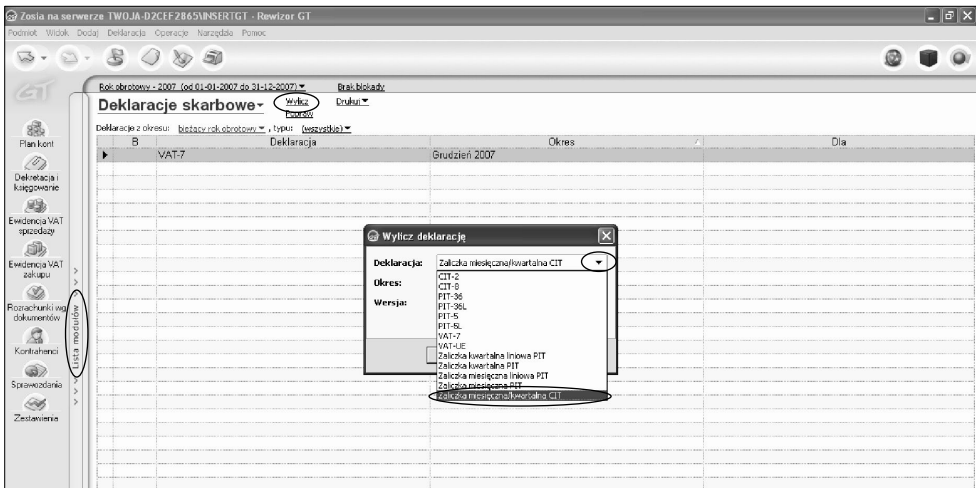 Zosia na serwerze TWOJA-D2CEF2B65\INSERTGT - Rewizor GT
Podmiot Widok Dodaj Deklaracja Operacje Narzędzia Pomoc
GT
Rok obrotowy - 2007 (od 01-01-2007 do 31-12-2007) Brak blokady
Deklaracje skarbowe Wylicz Drukuj
Popraw
Deklaracje z okresu: bieżący rok obrotowy , typu: (wszystkie)
B Deklaracja Okres Dla
VAT-7 Grudzień 2007
Plan kont
Dekretacja i
księgowanie
Ewidencja VAT
sprzedaży
Ewidencja VAT
zakupu
Rozrachunki wg
dokumentów
Kontrahenci
Sprawozdania
Zestawienia
Lista modułów
Wylicz deklarację
Deklaracja: Zaliczka miesięczna/kwartalna CIT
Okres:
Wersja:
CIT-2
CIT-8
PIT-36
PIT-36L
PIT-5
PIT-5L
VAT-7
VAT-UE
Zaliczka kwartalna liniowa PIT
Zaliczka kwartalna PIT
Zaliczka miesięczna liniowa PIT
Zaliczka miesięczna PIT
Zaliczka miesięczna/kwartalna CIT